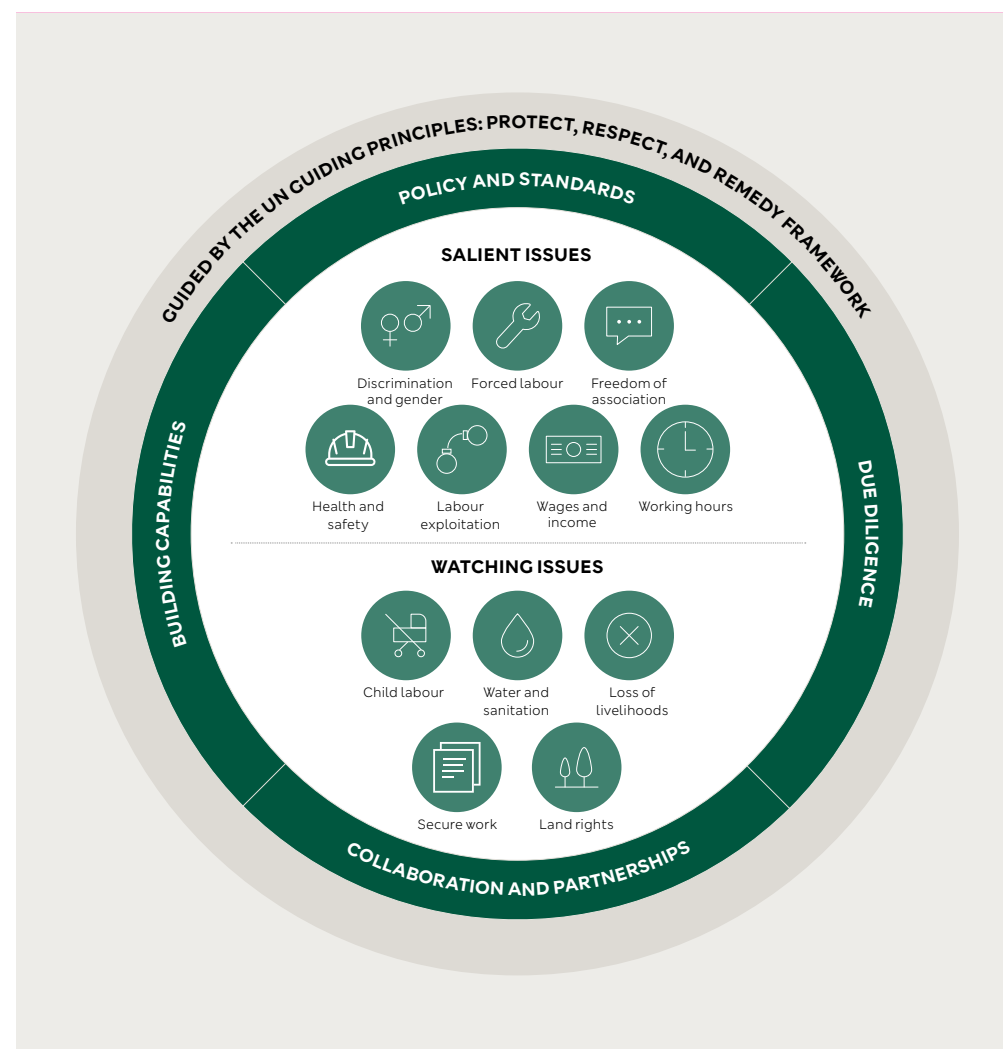 GUIDED BY THE UN GUIDING PRINCIPLES: PROTECT, RESPECT, AND REMEDY FRAMEWORK
POLICY AND STANDARDS
BUILDING CAPABILITIES
DUE DILIGENCE
COLLABORATION AND PARTNERSHIPS
SALIENT ISSUES
Discrimination
and gender
Forced labour
Freedom of
association
Health and
safety
Labour
exploitation
Wages and
income
Working hours
WATCHING ISSUES
Child labour
Water and
sanitation
Loss of
livelihoods
Secure work
Land rights